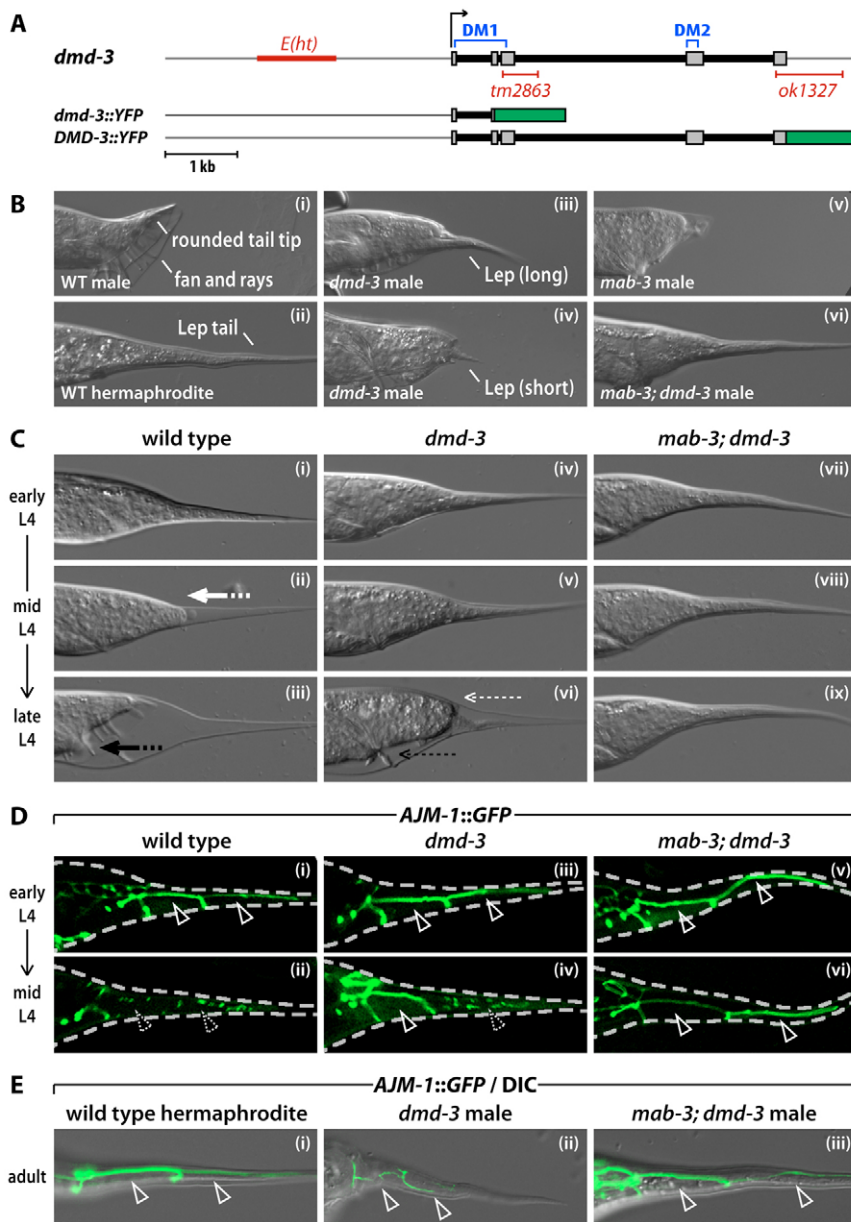 A
E(ht)
DM1
DM2
dmd-3
tm2863
ok1327
dmd-3::YFP
DMD-3::YFP
1 kb
B
(i)
rounded tail tip
fan and rays
WT male
(iii)
Lep (long)
dmd-3 male
(v)
mab-3 male
(ii)
Lep tail
WT hermaphrodite
(iv)
Lep (short)
dmd-3 male
(vi)
mab-3; dmd-3 male
C
wild type
dmd-3
mab-3; dmd-3
early L4
(i)
(iv)
(vii)
mid L4
(ii)
(v)
(viii)
late L4
(iii)
(vi)
(ix)
D
AJM-1::GFP
wild type
dmd-3
mab-3; dmd-3
early L4
(i)
(iii)
(v)
mid L4
(ii)
(iv)
(vi)
E
AJM-1::GFP / DIC
wild type hermaphrodite
dmd-3 male
mab-3; dmd-3 male
adult
(i)
(ii)
(iii)